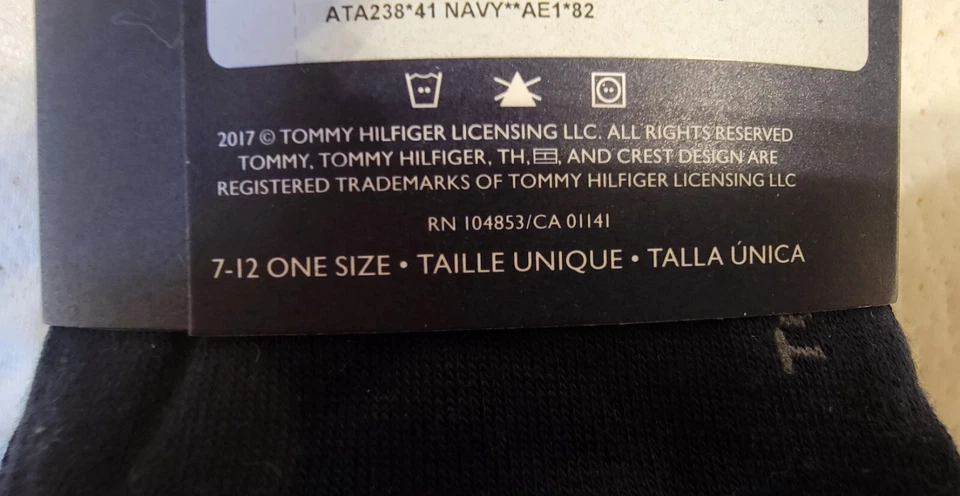 ATA238*41 NAVY**AE1*82
2017 © TOMMY HILFIGER LICENSING LLC. ALL RIGHTS RESERVED
TOMMY, TOMMY HILFIGER, TH, , AND CREST DESIGN ARE
REGISTERED TRADEMARKS OF TOMMY HILFIGER LICENSING LLC
RN 104853/CA 01141
7-12 ONE SIZE • TAILLE UNIQUE • TALLA ÚNICA